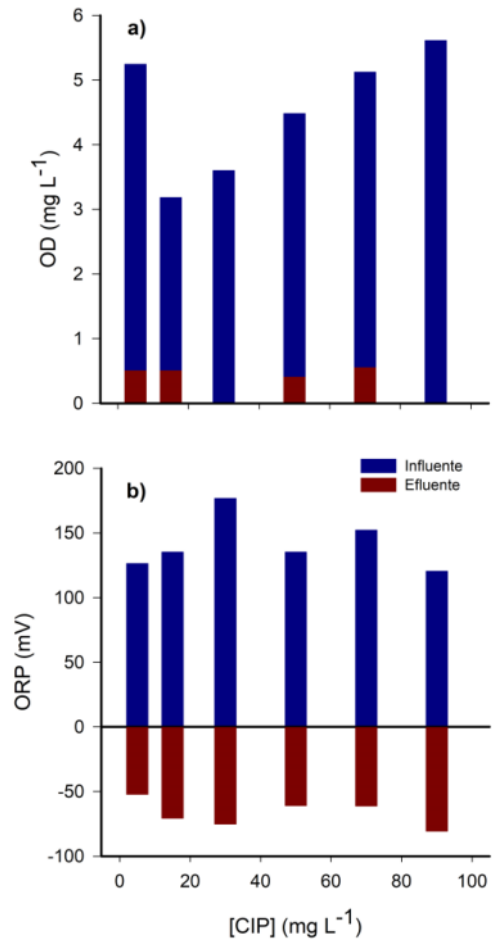 a)
6
5
4
3
2
1
0
OD (mg L⁻¹)
b)
Influente
Efluente
200
150
100
50
0
-50
-100
ORP (mV)
0 20 40 60 80 100
[CIP] (mg L⁻¹)